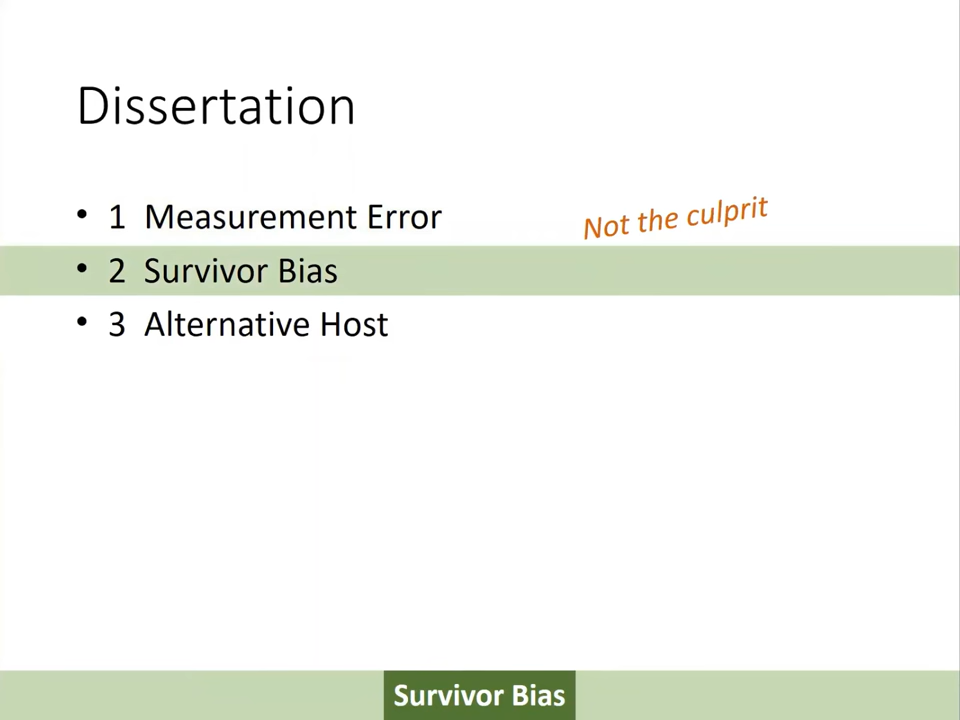 Dissertation
• 1 Measurement Error
Not the culprit
• 2 Survivor Bias
• 3 Alternative Host
Survivor Bias